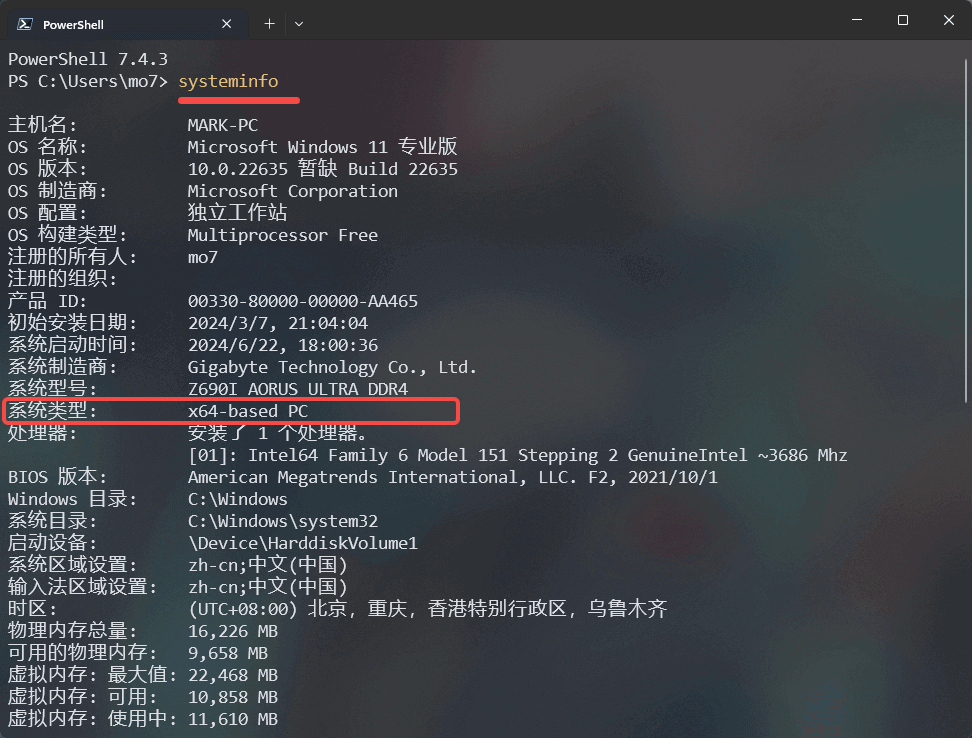 PowerShell
PowerShell 7.4.3
PS C:\Users\mo7> systeminfo
主机名: MARK-PC
OS 名称: Microsoft Windows 11 专业版
OS 版本: 10.0.22635 暂缺 Build 22635
OS 制造商: Microsoft Corporation
OS 配置: 独立工作站
OS 构建类型: Multiprocessor Free
注册的所有人: mo7
注册的组织:
产品 ID: 00330-80000-00000-AA465
初始安装日期: 2024/3/7, 21:04:04
系统启动时间: 2024/6/22, 18:00:36
系统制造商: Gigabyte Technology Co., Ltd.
系统型号: Z690I AORUS ULTRA DDR4
系统类型: x64-based PC
处理器: 安装了 1 个处理器。
[01]: Intel64 Family 6 Model 151 Stepping 2 GenuineIntel ~3686 Mhz
BIOS 版本: American Megatrends International, LLC. F2, 2021/10/1
Windows 目录: C:\Windows
系统目录: C:\Windows\system32
启动设备: \Device\HarddiskVolume1
系统区域设置: zh-cn;中文(中国)
输入法区域设置: zh-cn;中文(中国)
时区: (UTC+08:00) 北京，重庆，香港特别行政区，乌鲁木齐
物理内存总量: 16,226 MB
可用的物理内存: 9,658 MB
虚拟内存: 最大值: 22,468 MB
虚拟内存: 可用: 10,858 MB
虚拟内存: 使用中: 11,610 MB